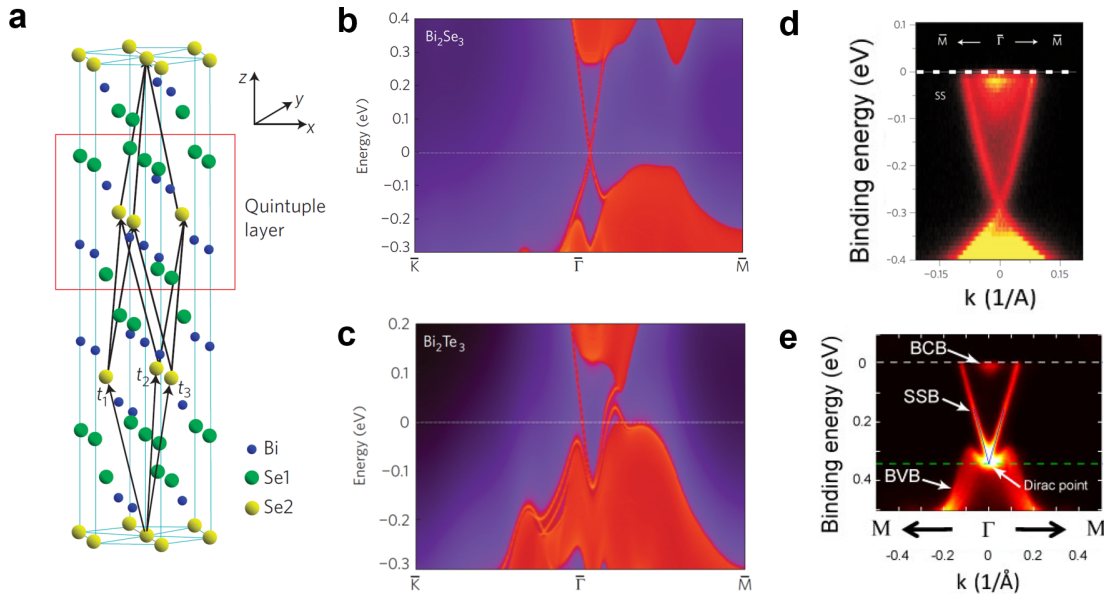 a
z
y
x
Quintuple
layer
t₁
t₂
t₃
Bi
Se1
Se2
b
Bi₂Se₃
Energy (eV)
0.4
0.3
0.2
0.1
0
−0.1
−0.2
−0.3
K̅
Γ̅
M̅
c
Bi₂Te₃
Energy (eV)
0.2
0.1
0
−0.1
−0.2
−0.3
K̅
Γ̅
M̅
d
Binding energy (eV)
0.1
0
−0.1
−0.2
−0.3
−0.4
M̅ ← Γ̅ → M̅
SS
−0.15 0 0.15
k (1/A)
e
Binding energy (eV)
0
0.2
0.4
BCB
SSB
BVB
Dirac point
M Γ M
-0.4 -0.2 0 0.2 0.4
k (1/Å)